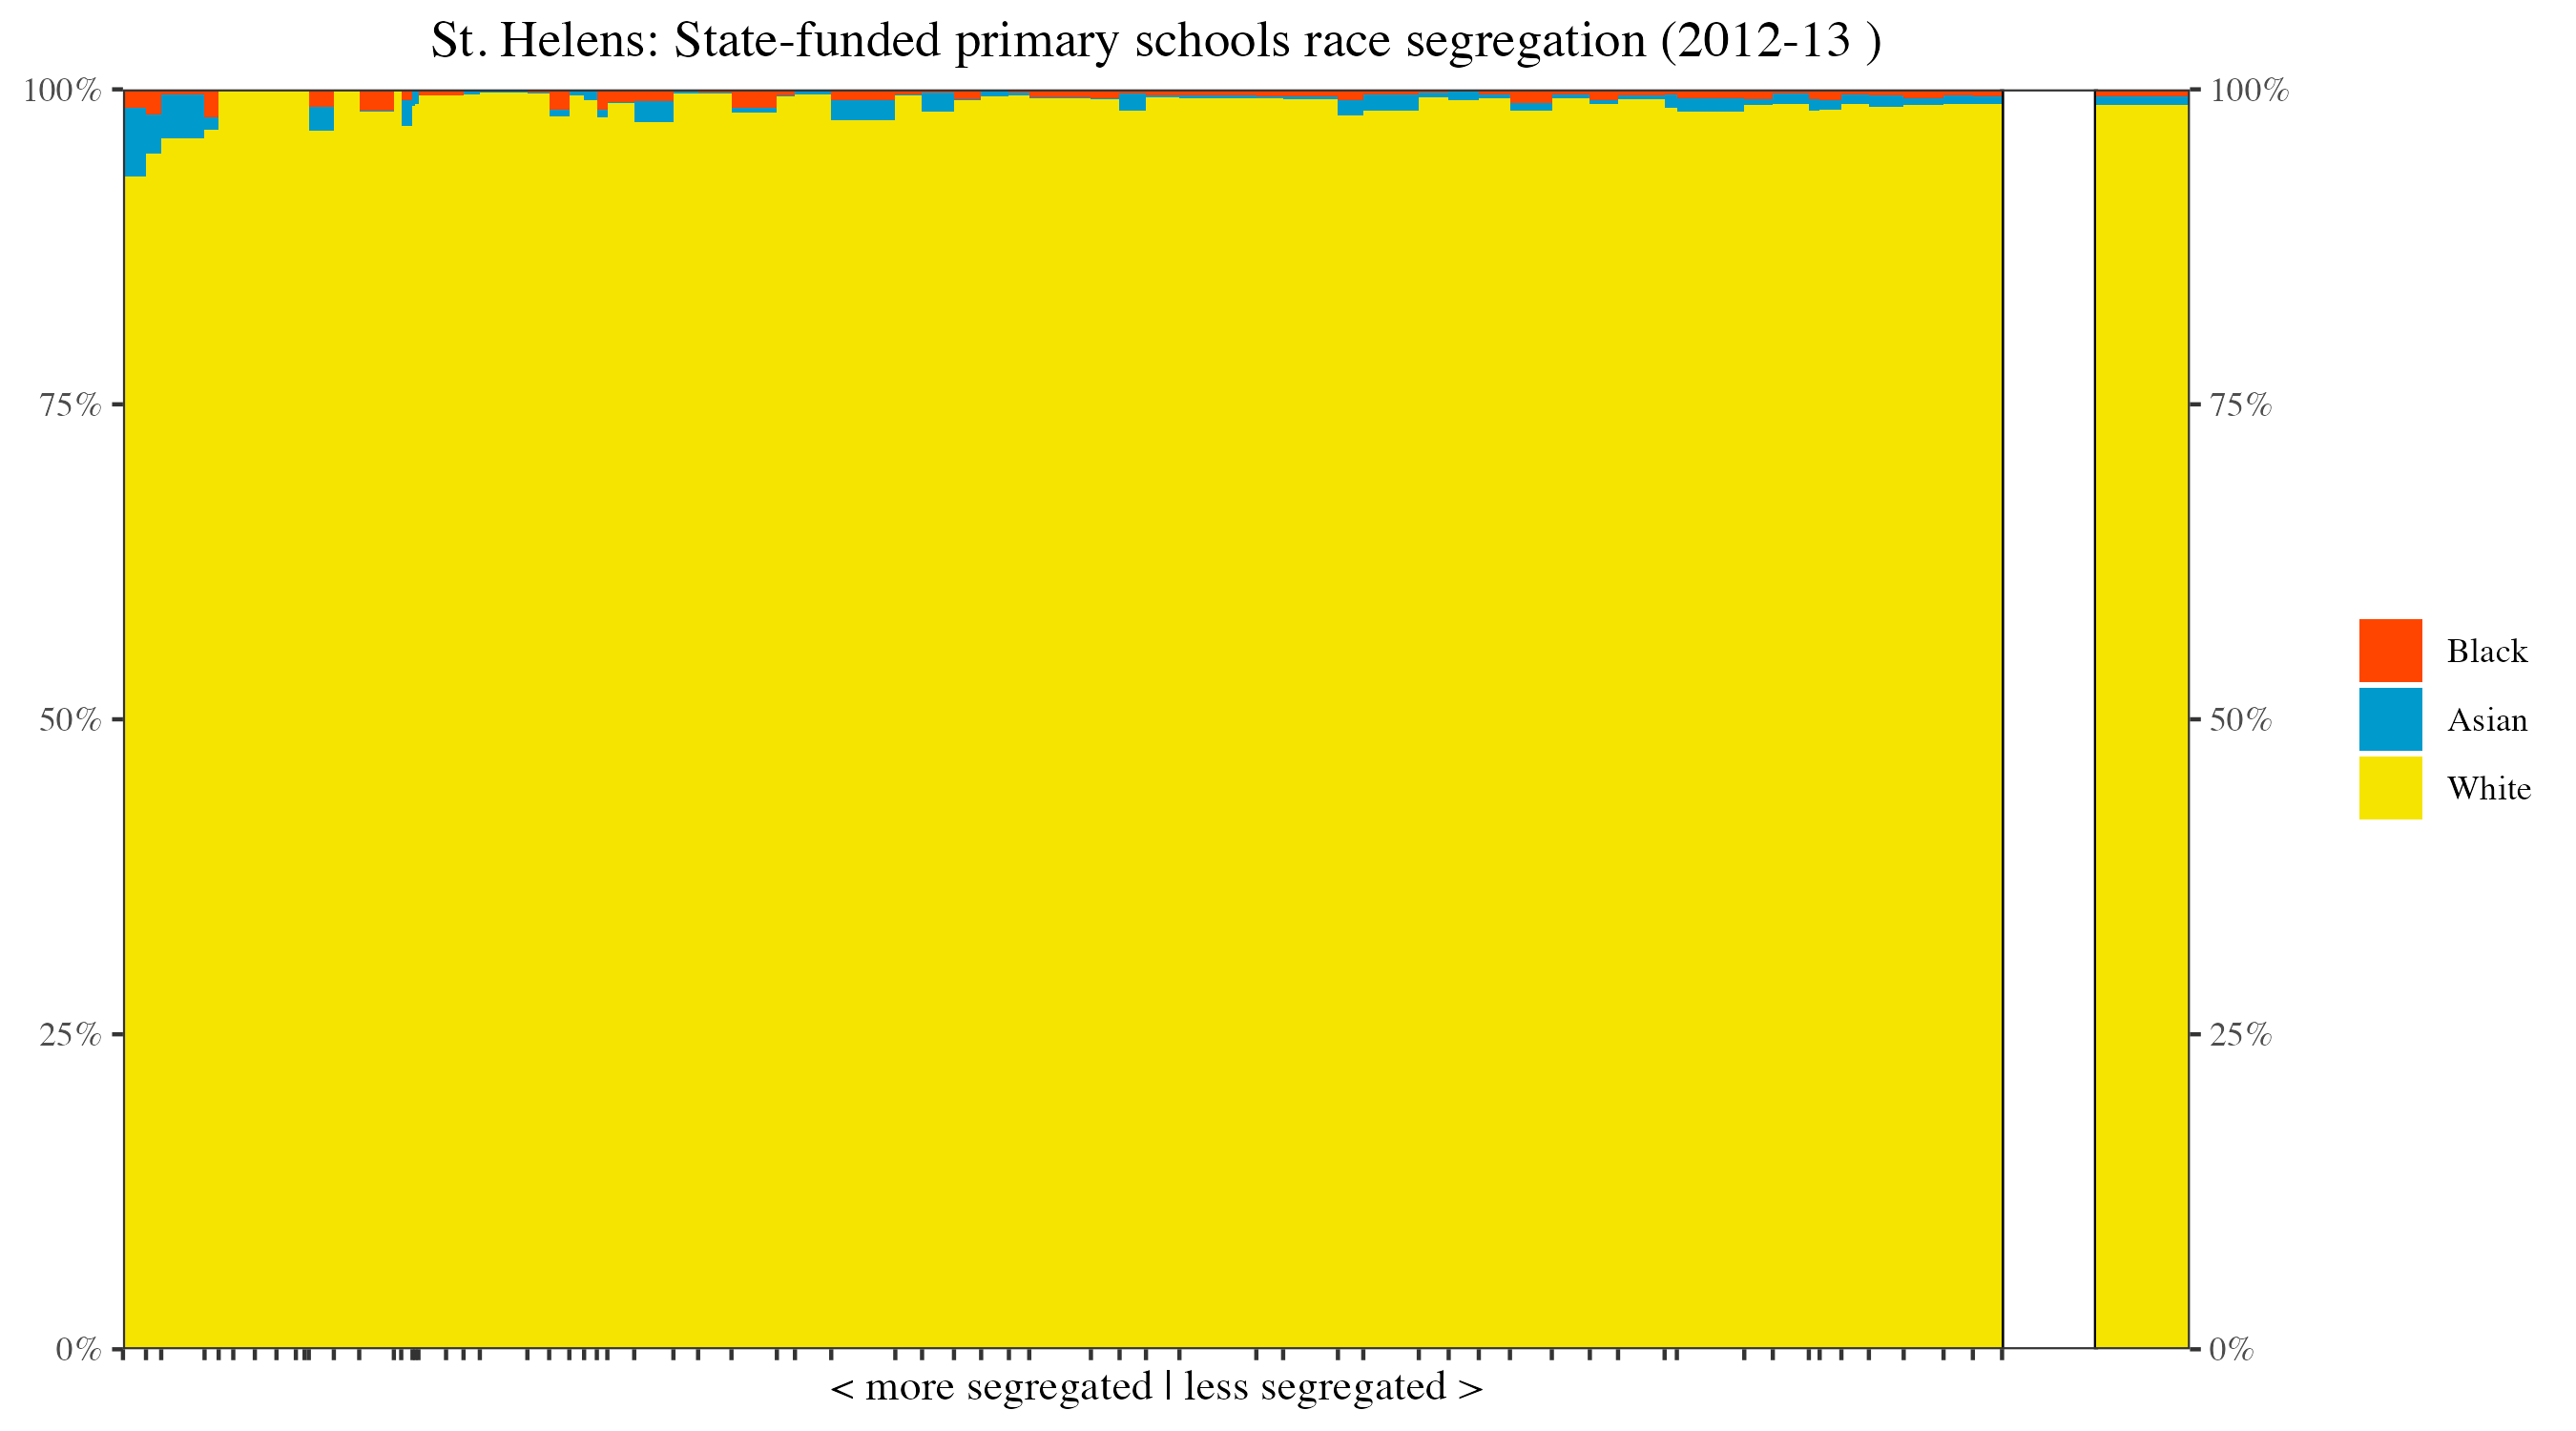 St. Helens: State-funded primary schools race segregation (2012-13 )
100%
75%
50%
25%
0%
100%
75%
50%
25%
0%
Black
Asian
White
< more segregated | less segregated >